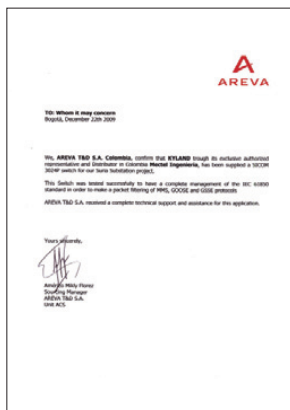 AREVA
TO: Whom it may concern
Bogotá, December 22th 2009
We, AREVA T&D S.A. Colombia, confirm that KYLAND trough its exclusive authorized
representative and Distributor in Colombia Mectel Ingeniería, has been supplied a SICOM
3024P switch for our Suria Substation project.
This Switch was tested successfully to have a complete management of the IEC 61850
standard in order to make a packet filtering of MMS, GOOSE and GSSE protocols
AREVA T&D S.A. received a complete technical support and assistance for this application.
Yours sincerely,
Andrés Mikly Florez
Sourcing Manager
AREVA T&D S.A.
Unit ACS